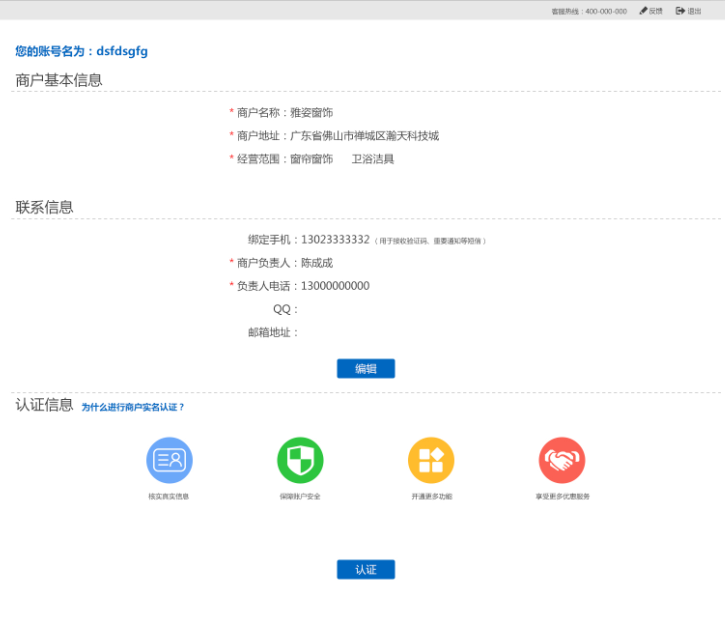 客服热线：400-000-000 反馈 退出
您的账号名为：dsfdsgfg
商户基本信息
* 商户名称：雅姿窗饰
* 商户地址：广东省佛山市禅城区瀚天科技城
* 经营范围：窗帘窗饰 卫浴洁具
联系信息
绑定手机：13023333332（用于接收验证码、重要通知等短信）
* 商户负责人：陈成成
* 负责人电话：13000000000
QQ：
邮箱地址：
编辑
认证信息 为什么进行商户实名认证？
核实真实信息 保障账户安全 开通更多功能 享受更多优惠服务
认证